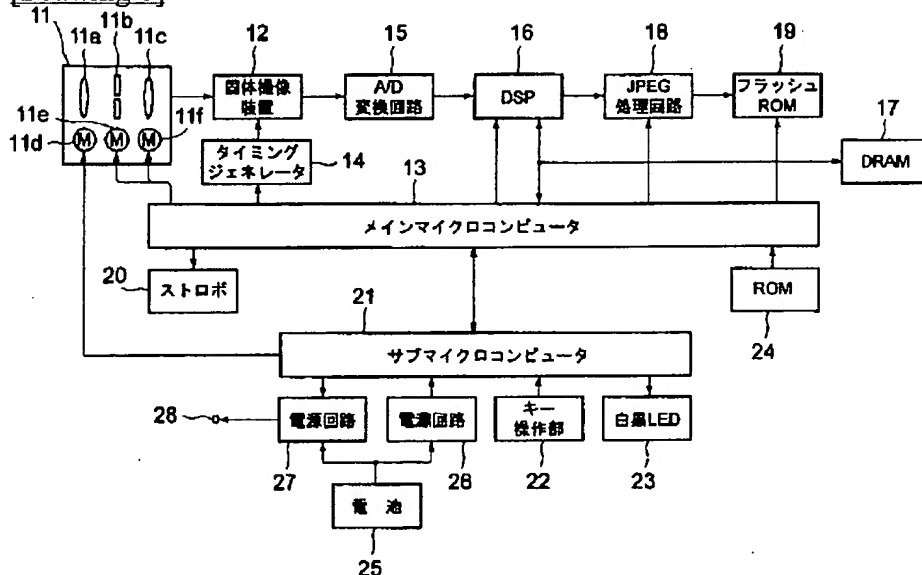 11
11a
11b
11c
11d
11e
11f
M
M
M
12
固体撮像
装置
15
A/D
変換回路
16
DSP
18
JPEG
処理回路
19
フラッシュ
ROM
17
DRAM
タイミング
ジェネレータ
14
13
メインマイクロコンピュータ
20
ストロボ
ROM
24
21
サブマイクロコンピュータ
28
電源回路
27
電源回路
26
キー
操作部
22
白黒LED
23
電 池
25